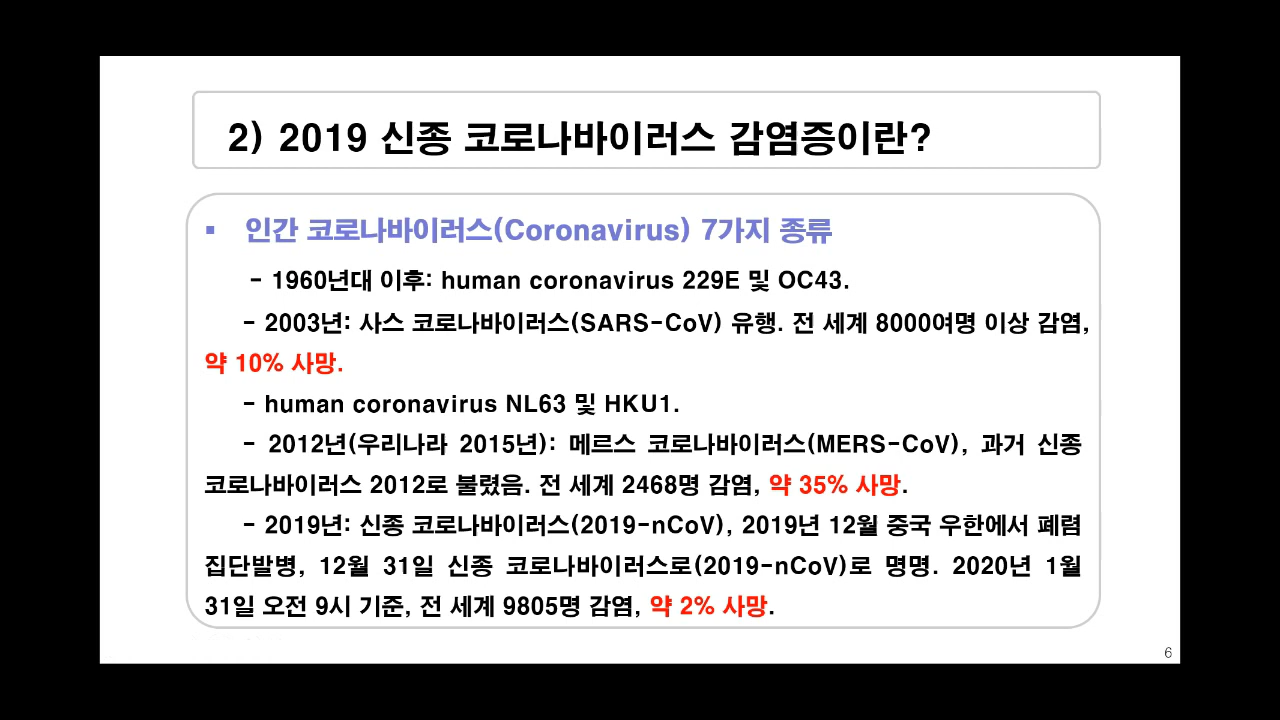 2) 2019 신종 코로나바이러스 감염증이란?
▪ 인간 코로나바이러스(Coronavirus) 7가지 종류
- 1960년대 이후: human coronavirus 229E 및 OC43.
- 2003년: 사스 코로나바이러스(SARS-CoV) 유행. 전 세계 8000여명 이상 감염,
약 10% 사망.
- human coronavirus NL63 및 HKU1.
- 2012년(우리나라 2015년): 메르스 코로나바이러스(MERS-CoV), 과거 신종
코로나바이러스 2012로 불렸음. 전 세계 2468명 감염, 약 35% 사망.
- 2019년: 신종 코로나바이러스(2019-nCoV), 2019년 12월 중국 우한에서 폐렴
집단발병, 12월 31일 신종 코로나바이러스로(2019-nCoV)로 명명. 2020년 1월
31일 오전 9시 기준, 전 세계 9805명 감염, 약 2% 사망.
6